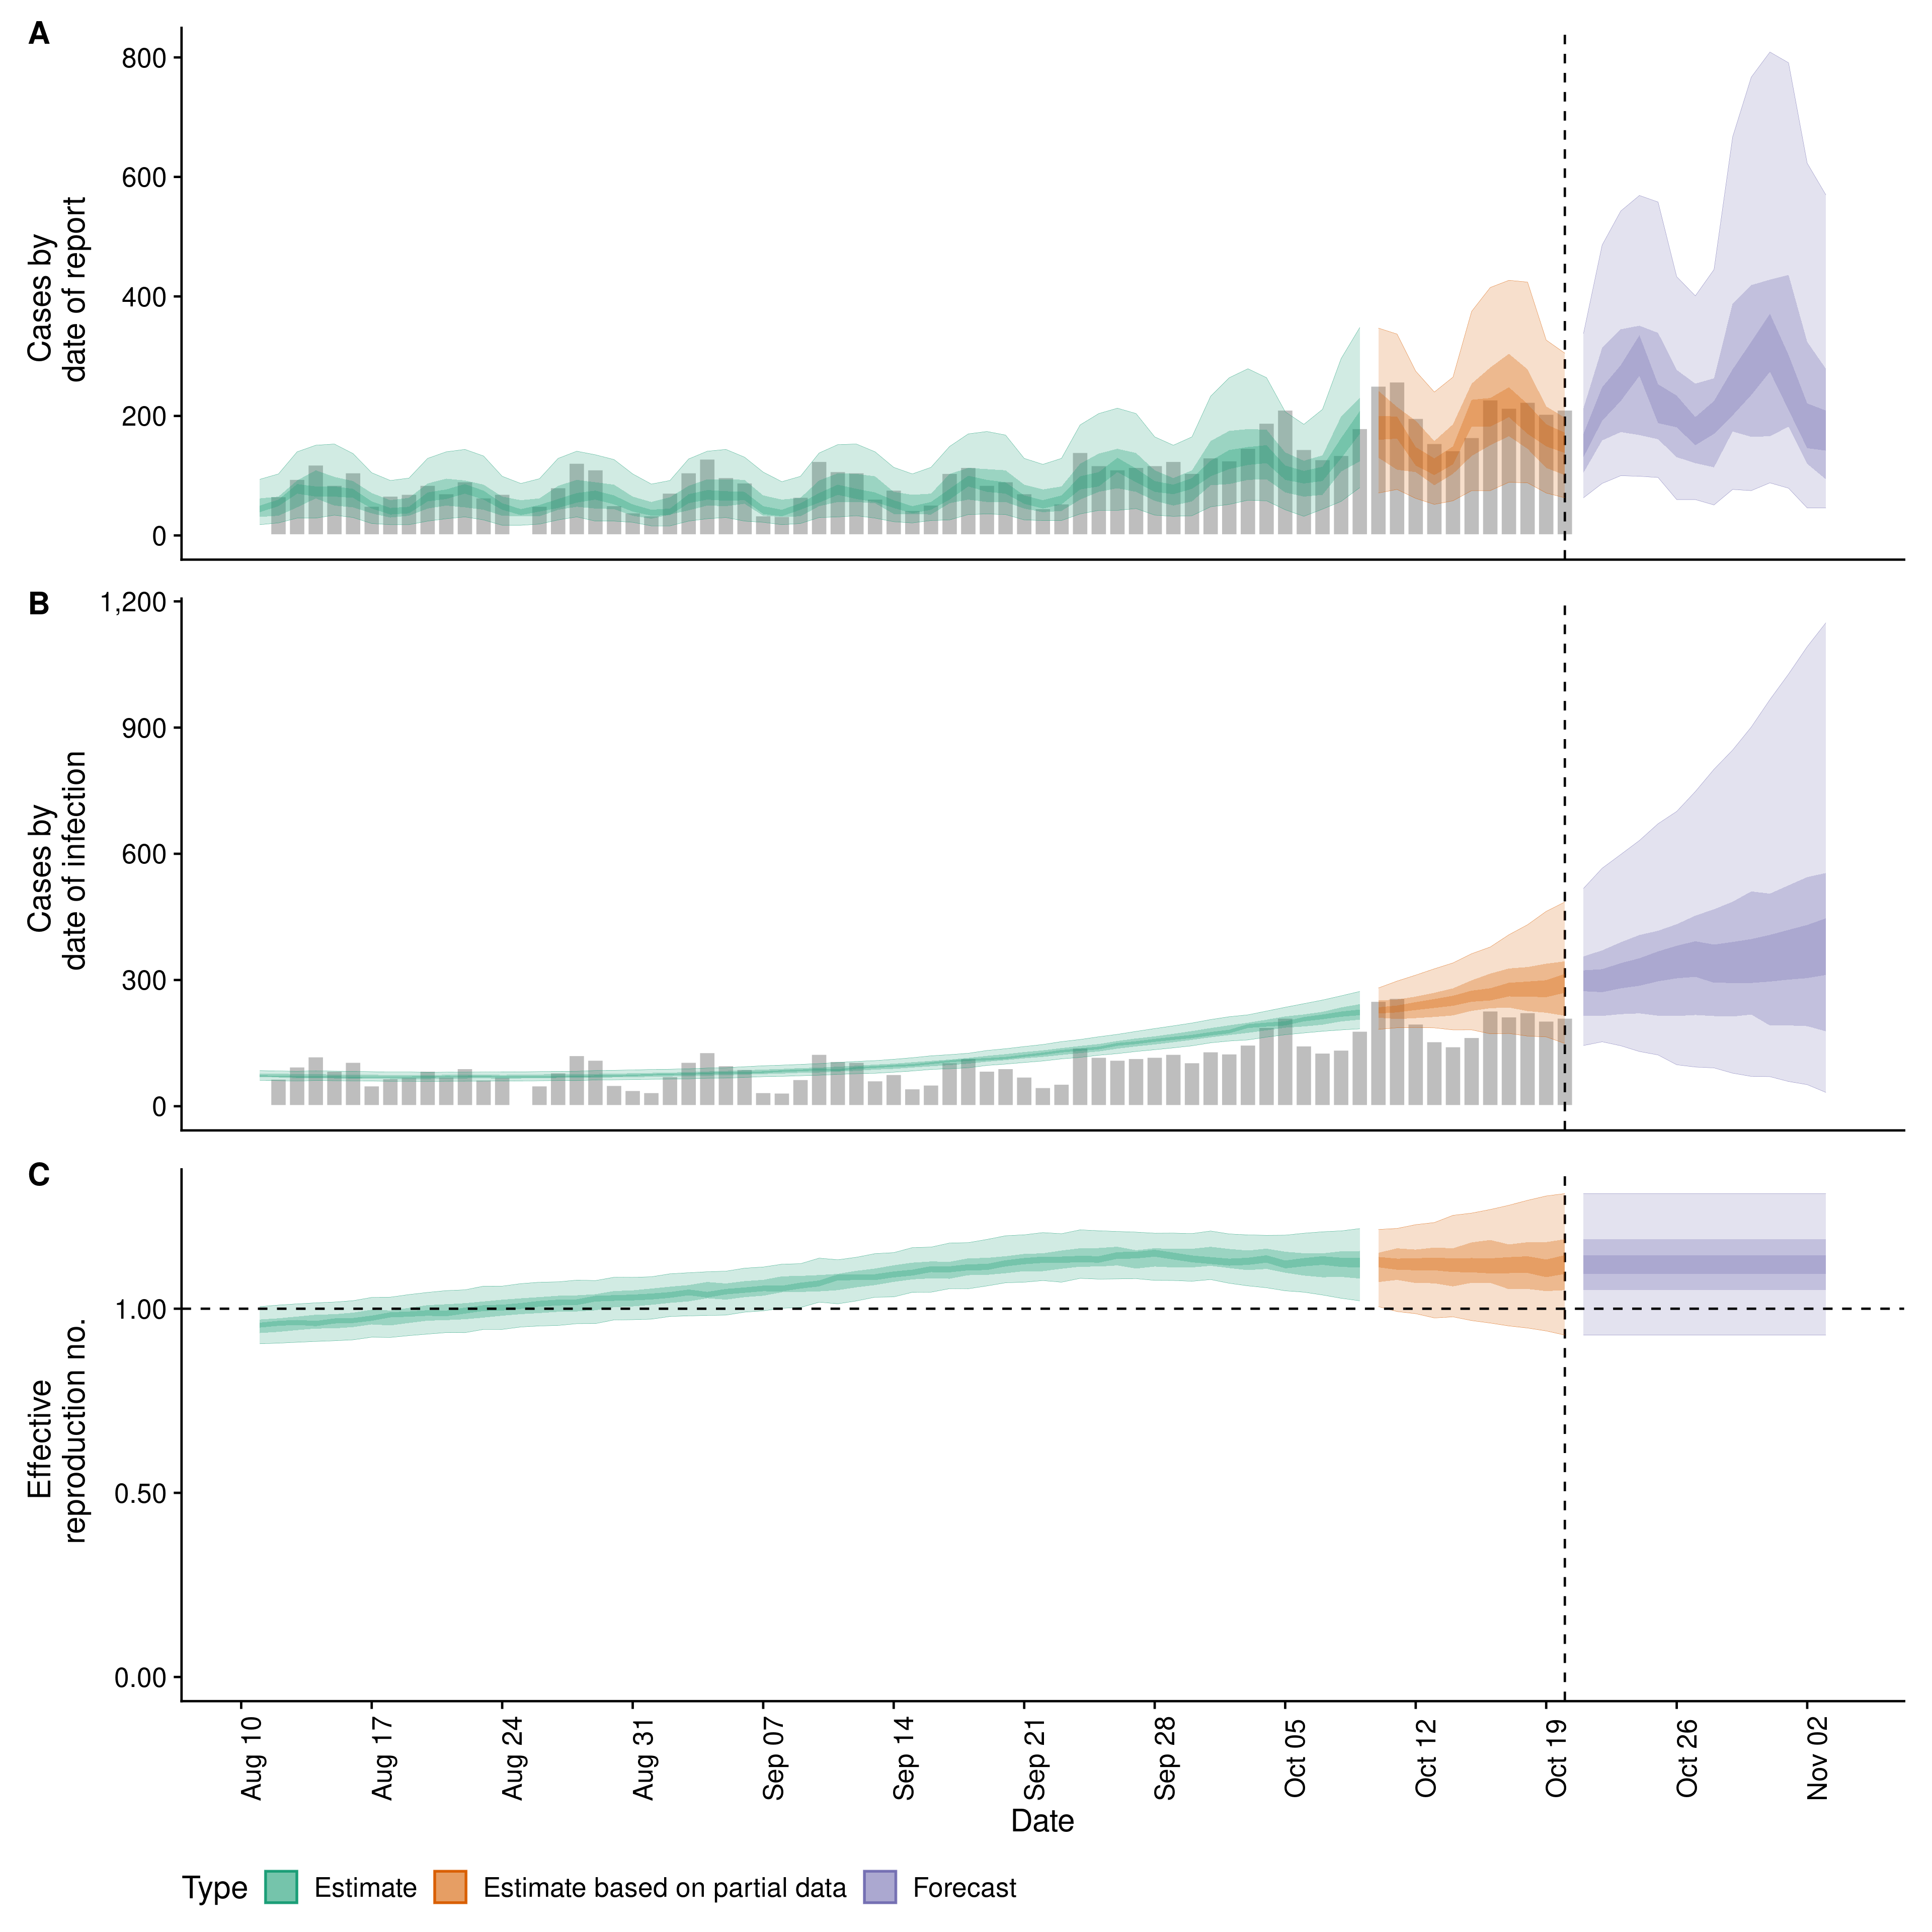 A
800
600
400
200
0
Cases by
date of report
B
1,200
900
600
300
0
Cases by
date of infection
C
1.00
0.50
0.00
Effective
reproduction no.
Aug 10
Aug 17
Aug 24
Aug 31
Sep 07
Sep 14
Sep 21
Sep 28
Oct 05
Oct 12
Oct 19
Oct 26
Nov 02
Date
Type Estimate Estimate based on partial data Forecast